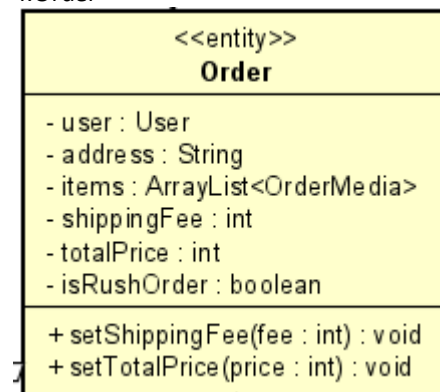 <<entity>>
Order
- user : User
- address : String
- items : ArrayList<OrderMedia>
- shippingFee : int
- totalPrice : int
- isRushOrder : boolean
+ setShippingFee(fee : int) : void
+ setTotalPrice(price : int) : void